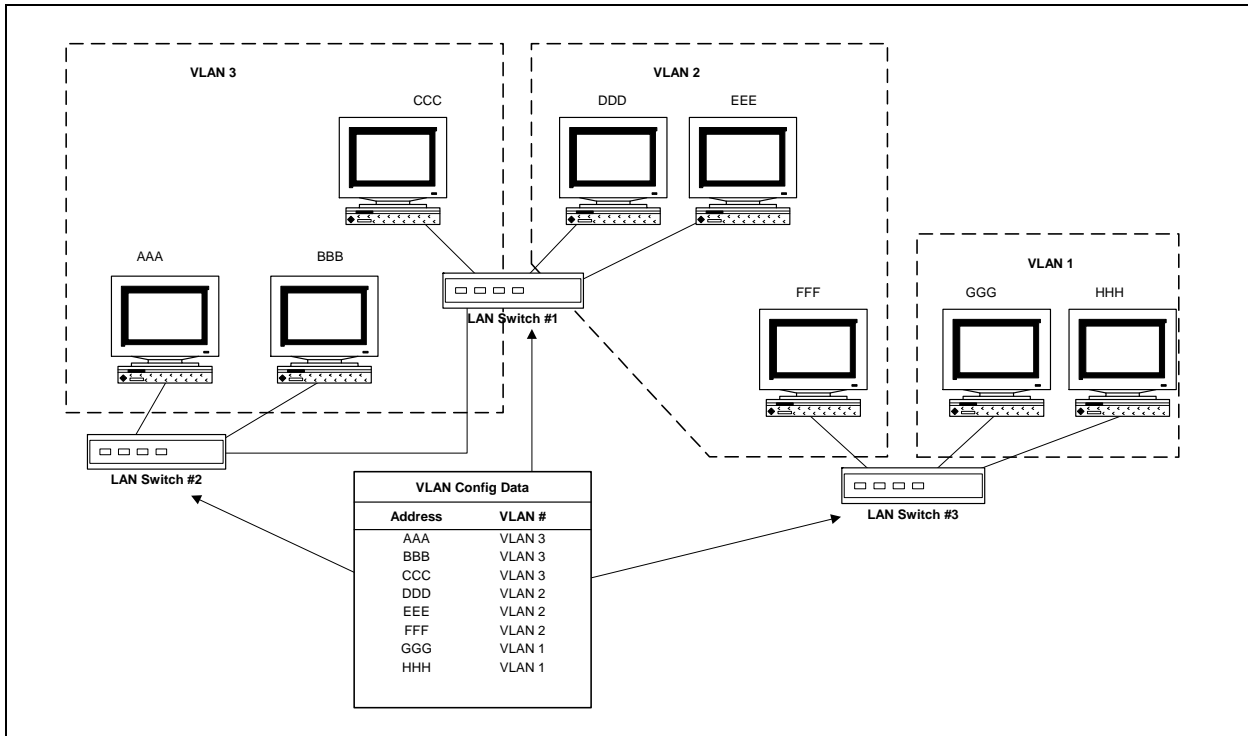 VLAN 3
VLAN 2
CCC
DDD
EEE
AAA
BBB
VLAN 1
FFF
GGG
HHH
LAN Switch #1
LAN Switch #2
LAN Switch #3
VLAN Config Data
Address VLAN #
AAA VLAN 3
BBB VLAN 3
CCC VLAN 3
DDD VLAN 2
EEE VLAN 2
FFF VLAN 2
GGG VLAN 1
HHH VLAN 1